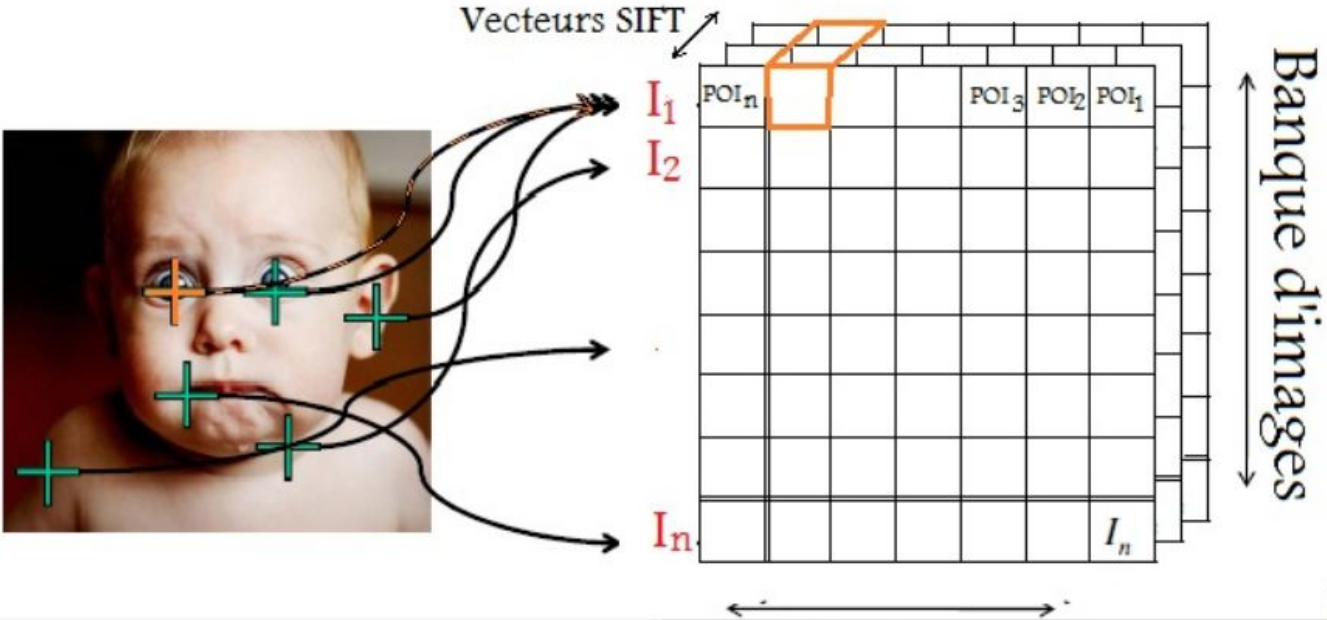 Vecteurs SIFT
I₁
POIₙ
POI₃
POI₂
POI₁
I₂
Iₙ
Iₙ
Banque d'images